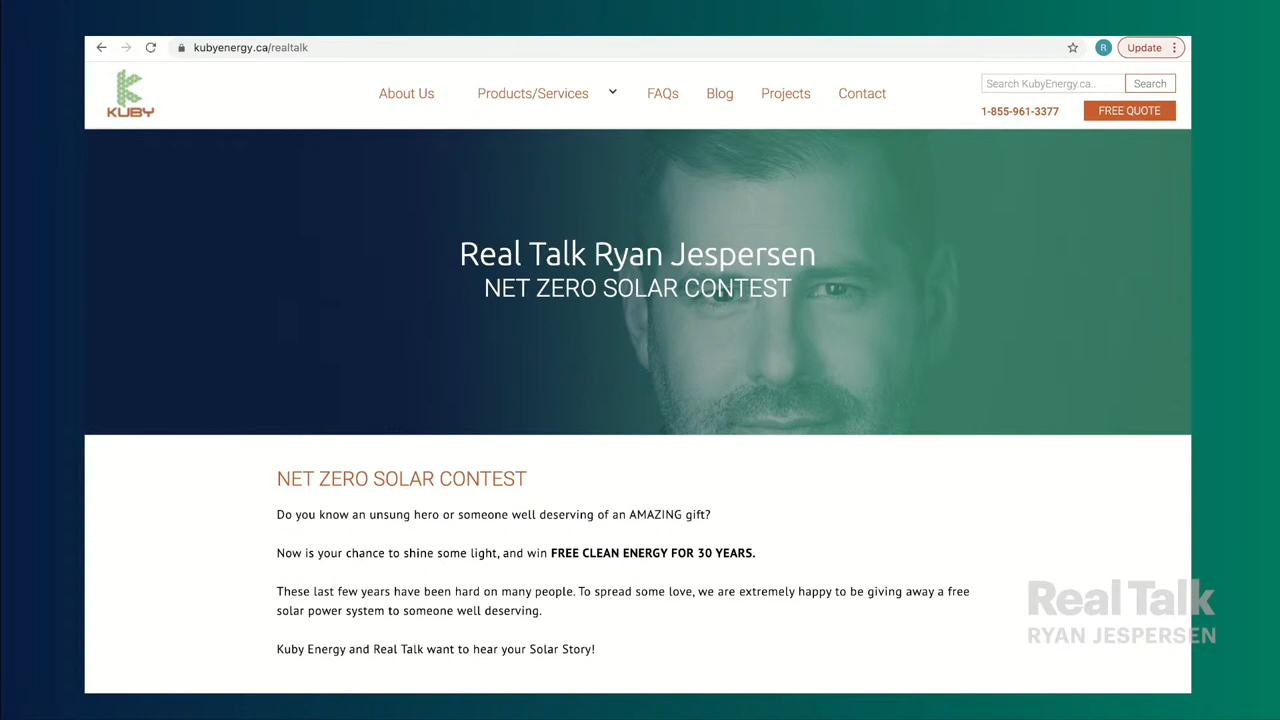 kubyenergy.ca/realtalk
R
Update
KUBY
About Us
Products/Services
FAQs
Blog
Projects
Contact
Search KubyEnergy.ca..
Search
1-855-961-3377
FREE QUOTE
Real Talk Ryan Jespersen
NET ZERO SOLAR CONTEST
NET ZERO SOLAR CONTEST
Do you know an unsung hero or someone well deserving of an AMAZING gift?
Now is your chance to shine some light, and win FREE CLEAN ENERGY FOR 30 YEARS.
These last few years have been hard on many people. To spread some love, we are extremely happy to be giving away a free
solar power system to someone well deserving.
Kuby Energy and Real Talk want to hear your Solar Story!
Real Talk
RYAN JESPERSEN